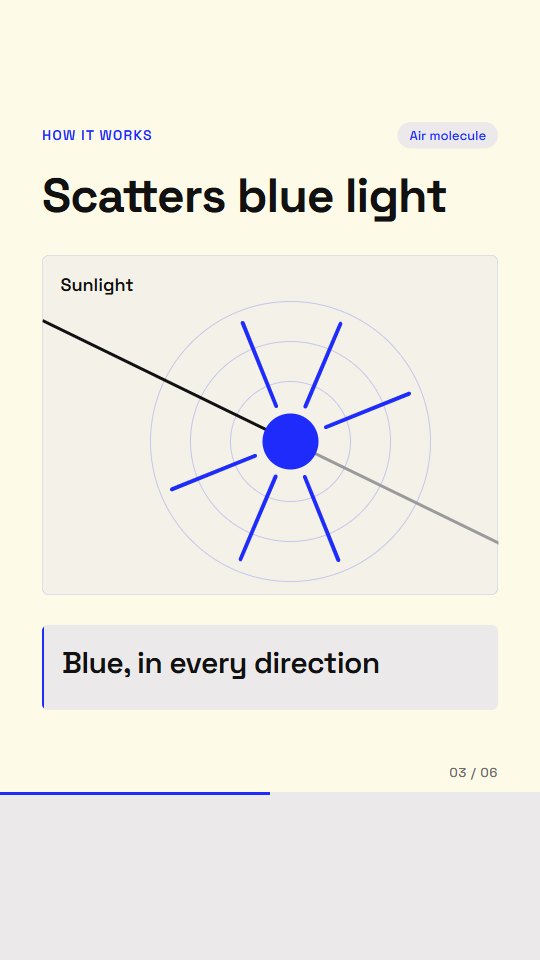 HOW IT WORKS
Air molecule
Scatters blue light
Sunlight
Blue, in every direction
03 / 06